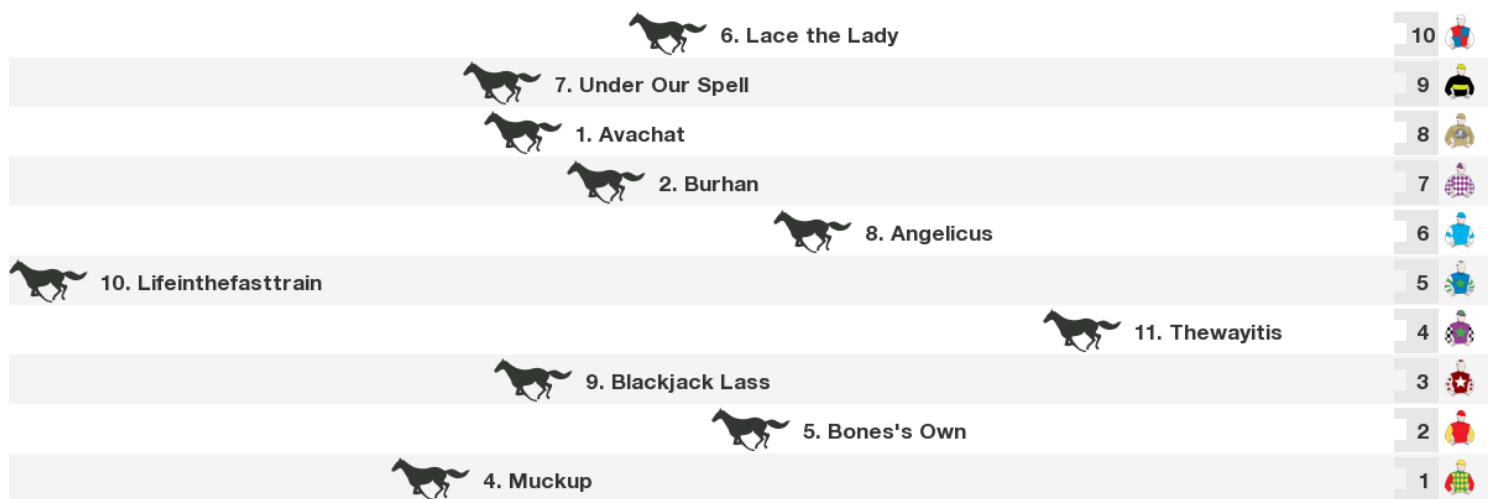 6. Lace the Lady 10
7. Under Our Spell 9
1. Avachat 8
2. Burhan 7
8. Angelicus 6
10. Lifeinthefasttrain 5
11. Thewayitis 4
9. Blackjack Lass 3
5. Bones's Own 2
4. Muckup 1